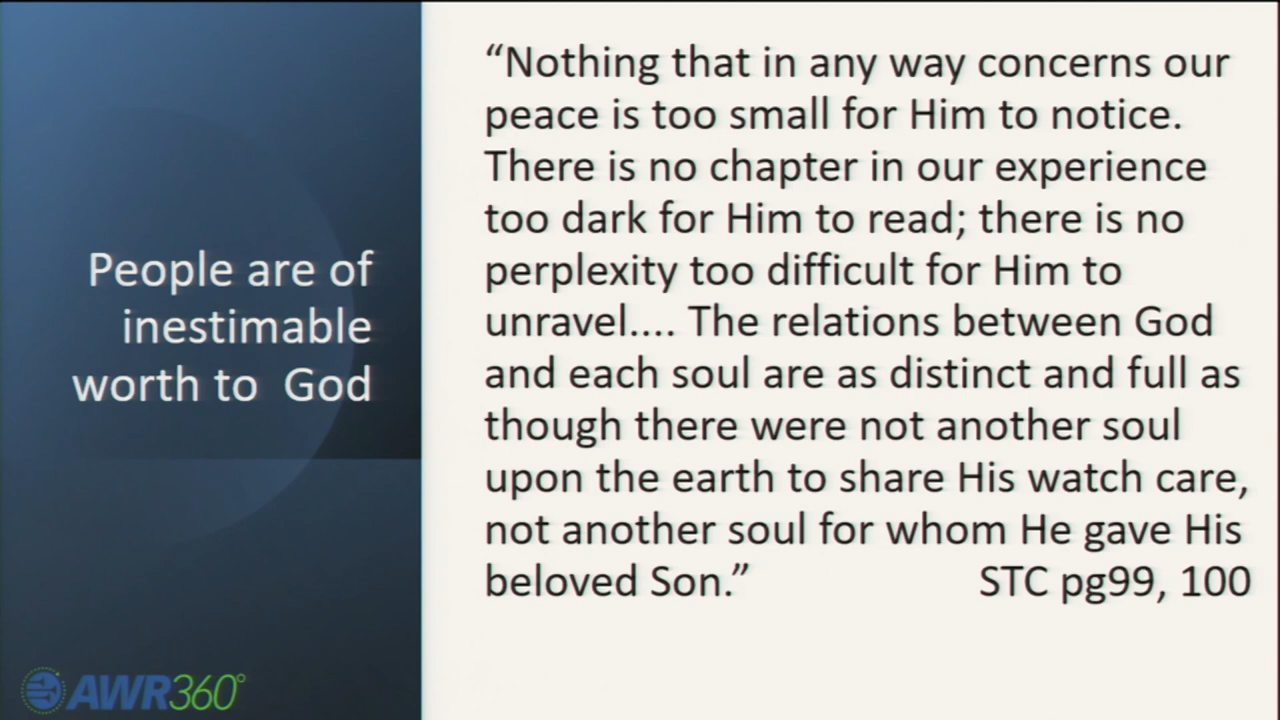 People are of
inestimable
worth to  God
“Nothing that in any way concerns our
peace is too small for Him to notice.
There is no chapter in our experience
too dark for Him to read; there is no
perplexity too difficult for Him to
unravel.... The relations between God
and each soul are as distinct and full as
though there were not another soul
upon the earth to share His watch care,
not another soul for whom He gave His
beloved Son.” STC pg99, 100
AWR360°